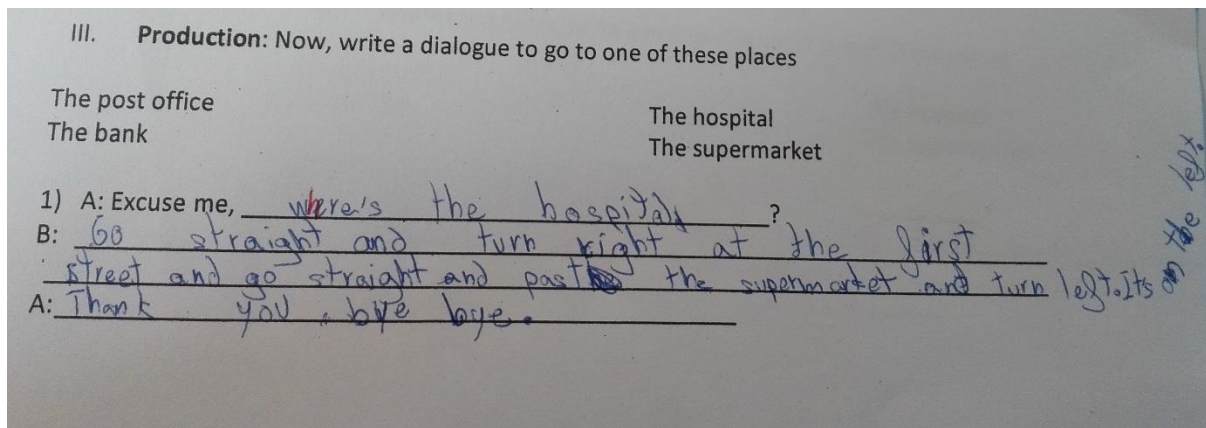 III. Production: Now, write a dialogue to go to one of these places
The post office
The bank
The hospital
The supermarket
1) A: Excuse me, where's the hospital ?
B: Go straight and turn right at the first
street and go straight and past the supermarket and turn left. Its on the left.
A: Thank you. bye bye.